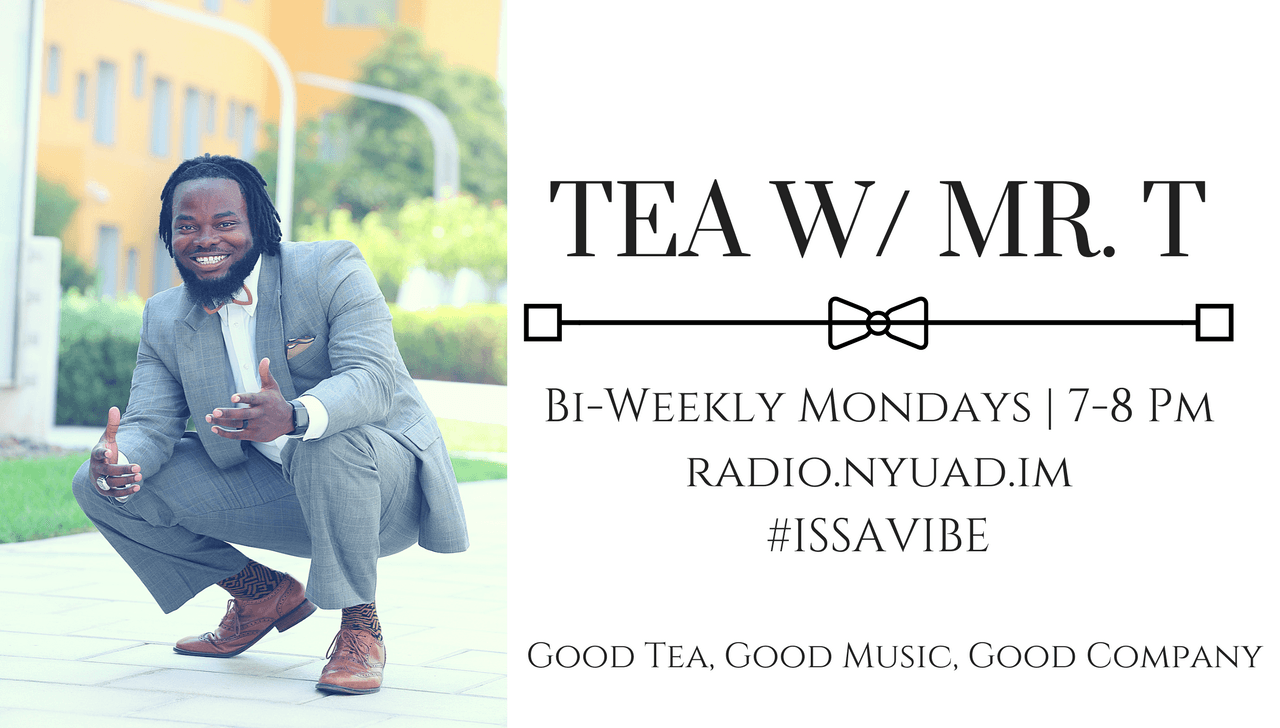 TEA W/ MR. T
Bi-Weekly Mondays | 7-8 Pm
radio.nyuad.im
#ISSAVIBE
Good Tea, Good Music, Good Company